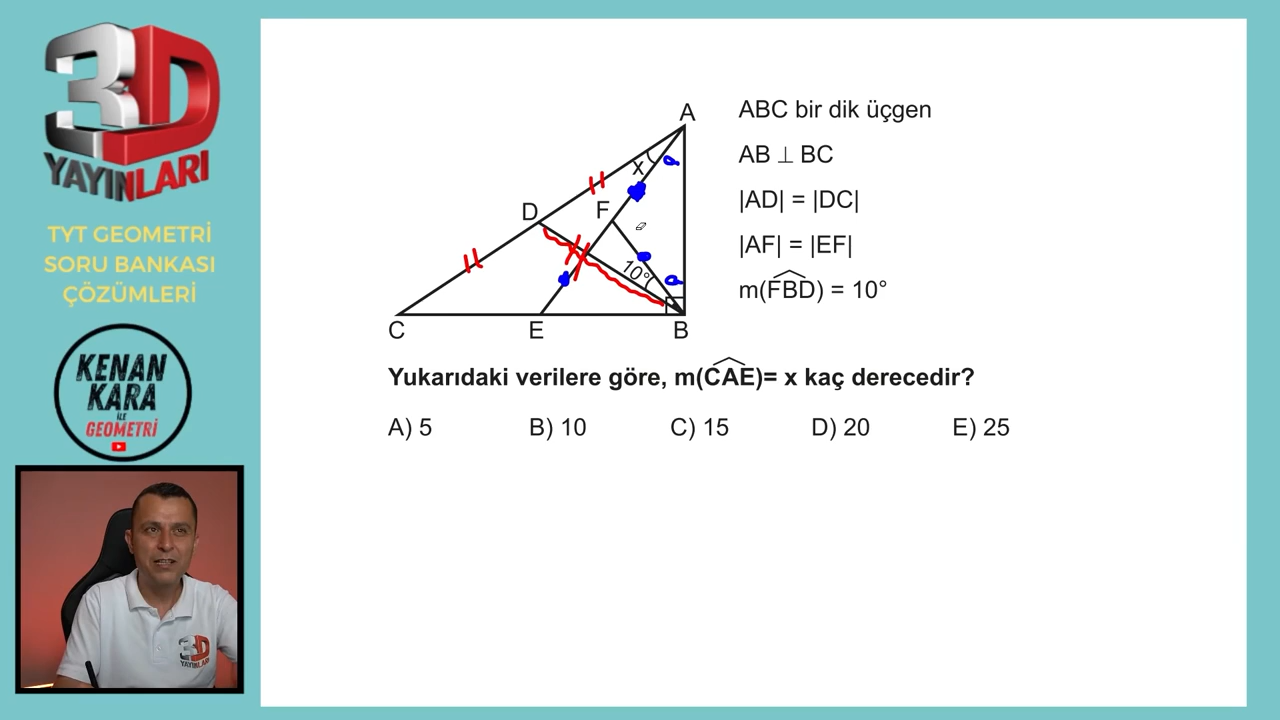 3D
YAYINLARI
TYT GEOMETRİ
SORU BANKASI
ÇÖZÜMLERİ
KENAN
KARA
İLE
GEOMETRİ
3D
YAYINLARI
A
x
D
F
10°
C
E
B
ABC bir dik üçgen
AB ⊥ BC
|AD| = |DC|
|AF| = |EF|
m(FBD) = 10°
Yukarıdaki verilere göre, m(CAE)= x kaç derecedir?
A) 5 B) 10 C) 15 D) 20 E) 25